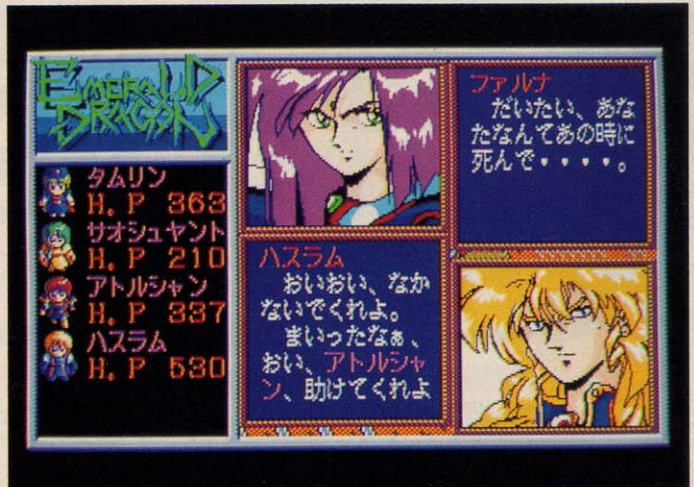 EMERALD DRAGON
タムリン
H.P 363
サオシュヤント
H.P 210
アトルシャン
H.P 337
ハスラム
H.P 530
ファルナ
だいたい、あな
たなんてあの時に
死んで・・・・。
ハスラム
おいおい、なか
ないでくれよ。
まいったなぁ、
おい、アトルシャ
ン、助けてくれよ